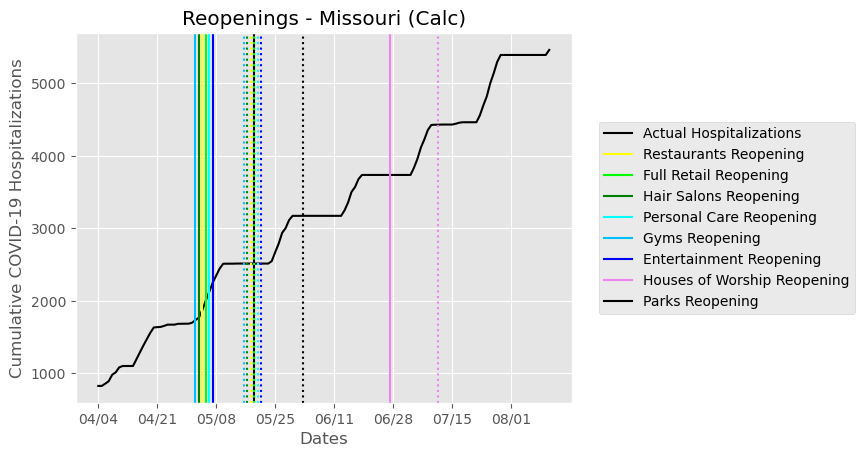 Reopenings - Missouri (Calc)
Cumulative COVID-19 Hospitalizations
5000
4000
3000
2000
1000
04/04 04/21 05/08 05/25 06/11 06/28 07/15 08/01
Dates
Actual Hospitalizations
Restaurants Reopening
Full Retail Reopening
Hair Salons Reopening
Personal Care Reopening
Gyms Reopening
Entertainment Reopening
Houses of Worship Reopening
Parks Reopening